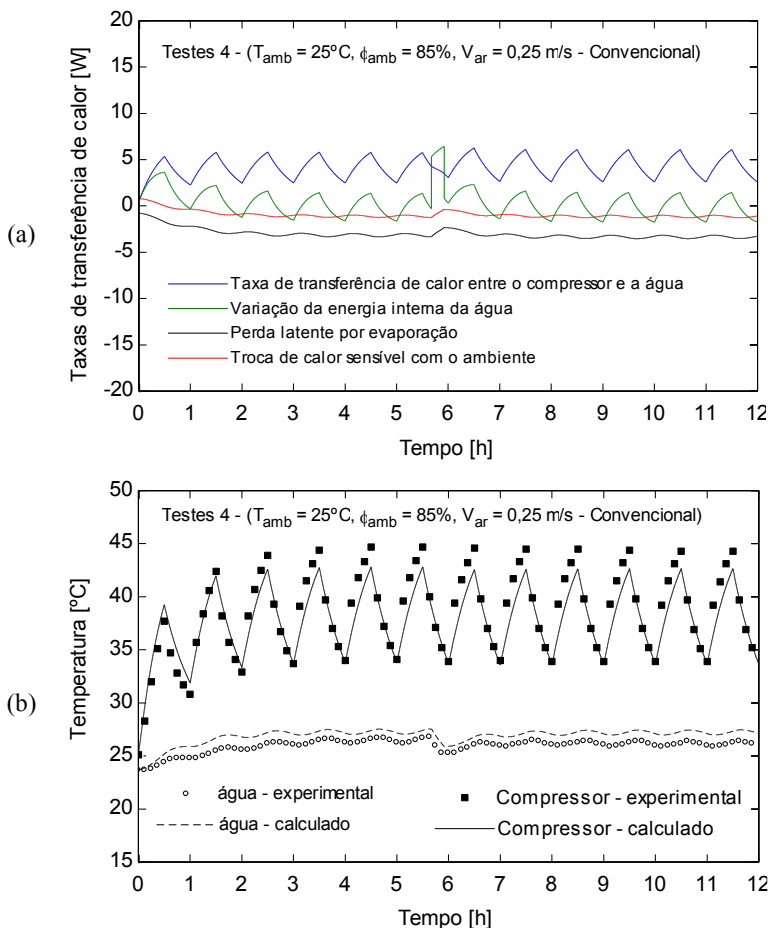 (a)
Taxas de transferência de calor [W]
20
15
10
5
0
-5
-10
-15
-20
Testes 4 - (Tamb = 25ºC, ϕamb = 85%, Var = 0,25 m/s - Convencional)
Taxa de transferência de calor entre o compressor e a água
Variação da energia interna da água
Perda latente por evaporação
Troca de calor sensível com o ambiente
0 1 2 3 4 5 6 7 8 9 10 11 12
Tempo [h]
(b)
Temperatura [ºC]
50
45
40
35
30
25
20
15
Testes 4 - (Tamb = 25ºC, ϕamb = 85%, Var = 0,25 m/s - Convencional)
água - experimental
água - calculado
Compressor - experimental
Compressor - calculado
0 1 2 3 4 5 6 7 8 9 10 11 12
Tempo [h]